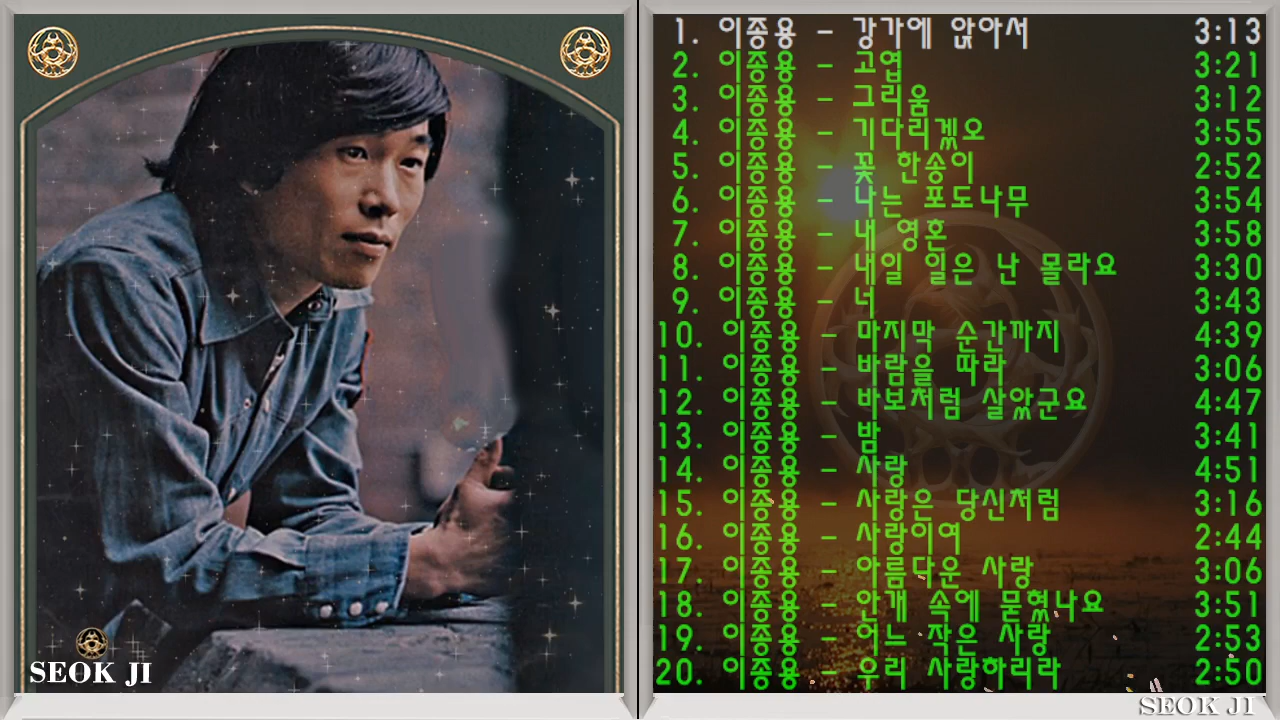 SEOK JI
1. 이종용 - 강가에 앉아서 3:13
2. 이종용 - 고엽 3:21
3. 이종용 - 그리움 3:12
4. 이종용 - 기다리겠오 3:55
5. 이종용 - 꽃 한송이 2:52
6. 이종용 - 나는 포도나무 3:54
7. 이종용 - 내 영혼 3:58
8. 이종용 - 내일 일은 난 몰라요 3:30
9. 이종용 - 너 3:43
10. 이종용 - 마지막 순간까지 4:39
11. 이종용 - 바람을 따라 3:06
12. 이종용 - 바보처럼 살았군요 4:47
13. 이종용 - 밤 3:41
14. 이종용 - 사랑 4:51
15. 이종용 - 사랑은 당신처럼 3:16
16. 이종용 - 사랑이여 2:44
17. 이종용 - 아름다운 사랑 3:06
18. 이종용 - 안개 속에 묻혔나요 3:51
19. 이종용 - 어느 작은 사랑 2:53
20. 이종용 - 우리 사랑하리라 2:50
SEOK JI